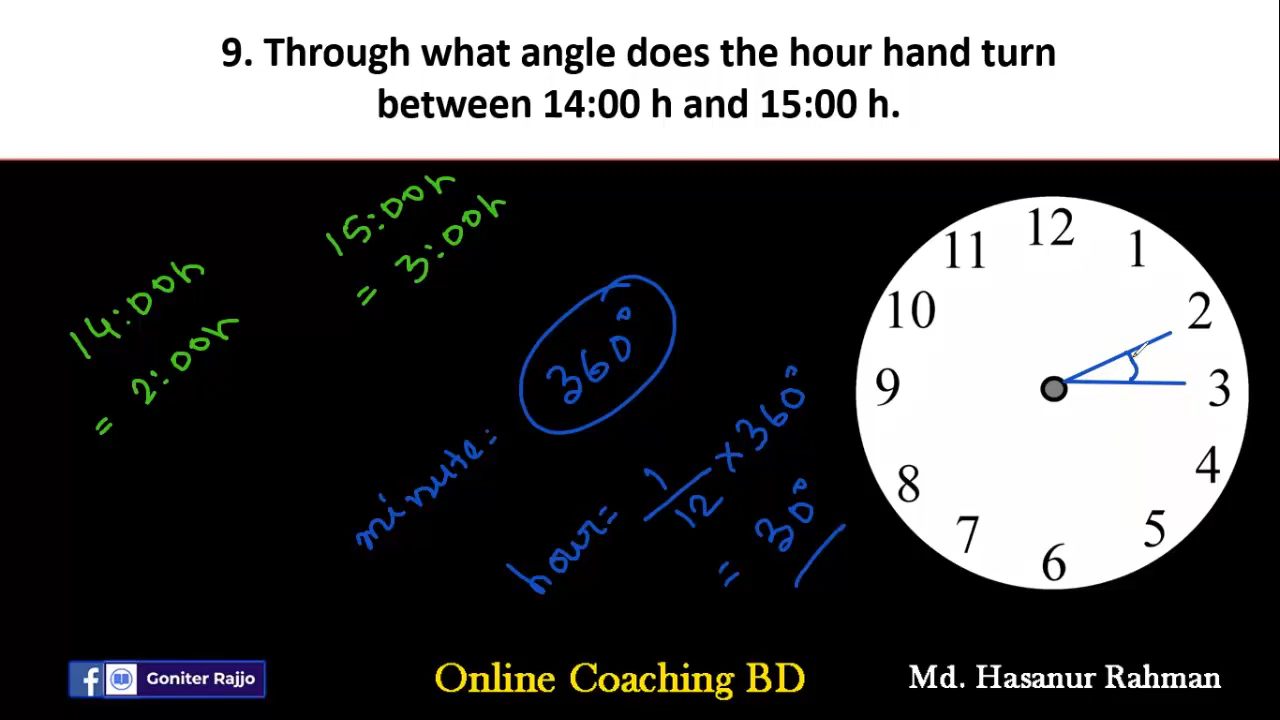 9. Through what angle does the hour hand turn
between 14:00 h and 15:00 h.
14:00h
= 2:00h
15:00h
= 3:00h
minute = 360°
hour = 1/12 × 360°
= 30°
12
1
2
3
4
5
6
7
8
9
10
11
f Goniter Rajjo
Online Coaching BD
Md. Hasanur Rahman